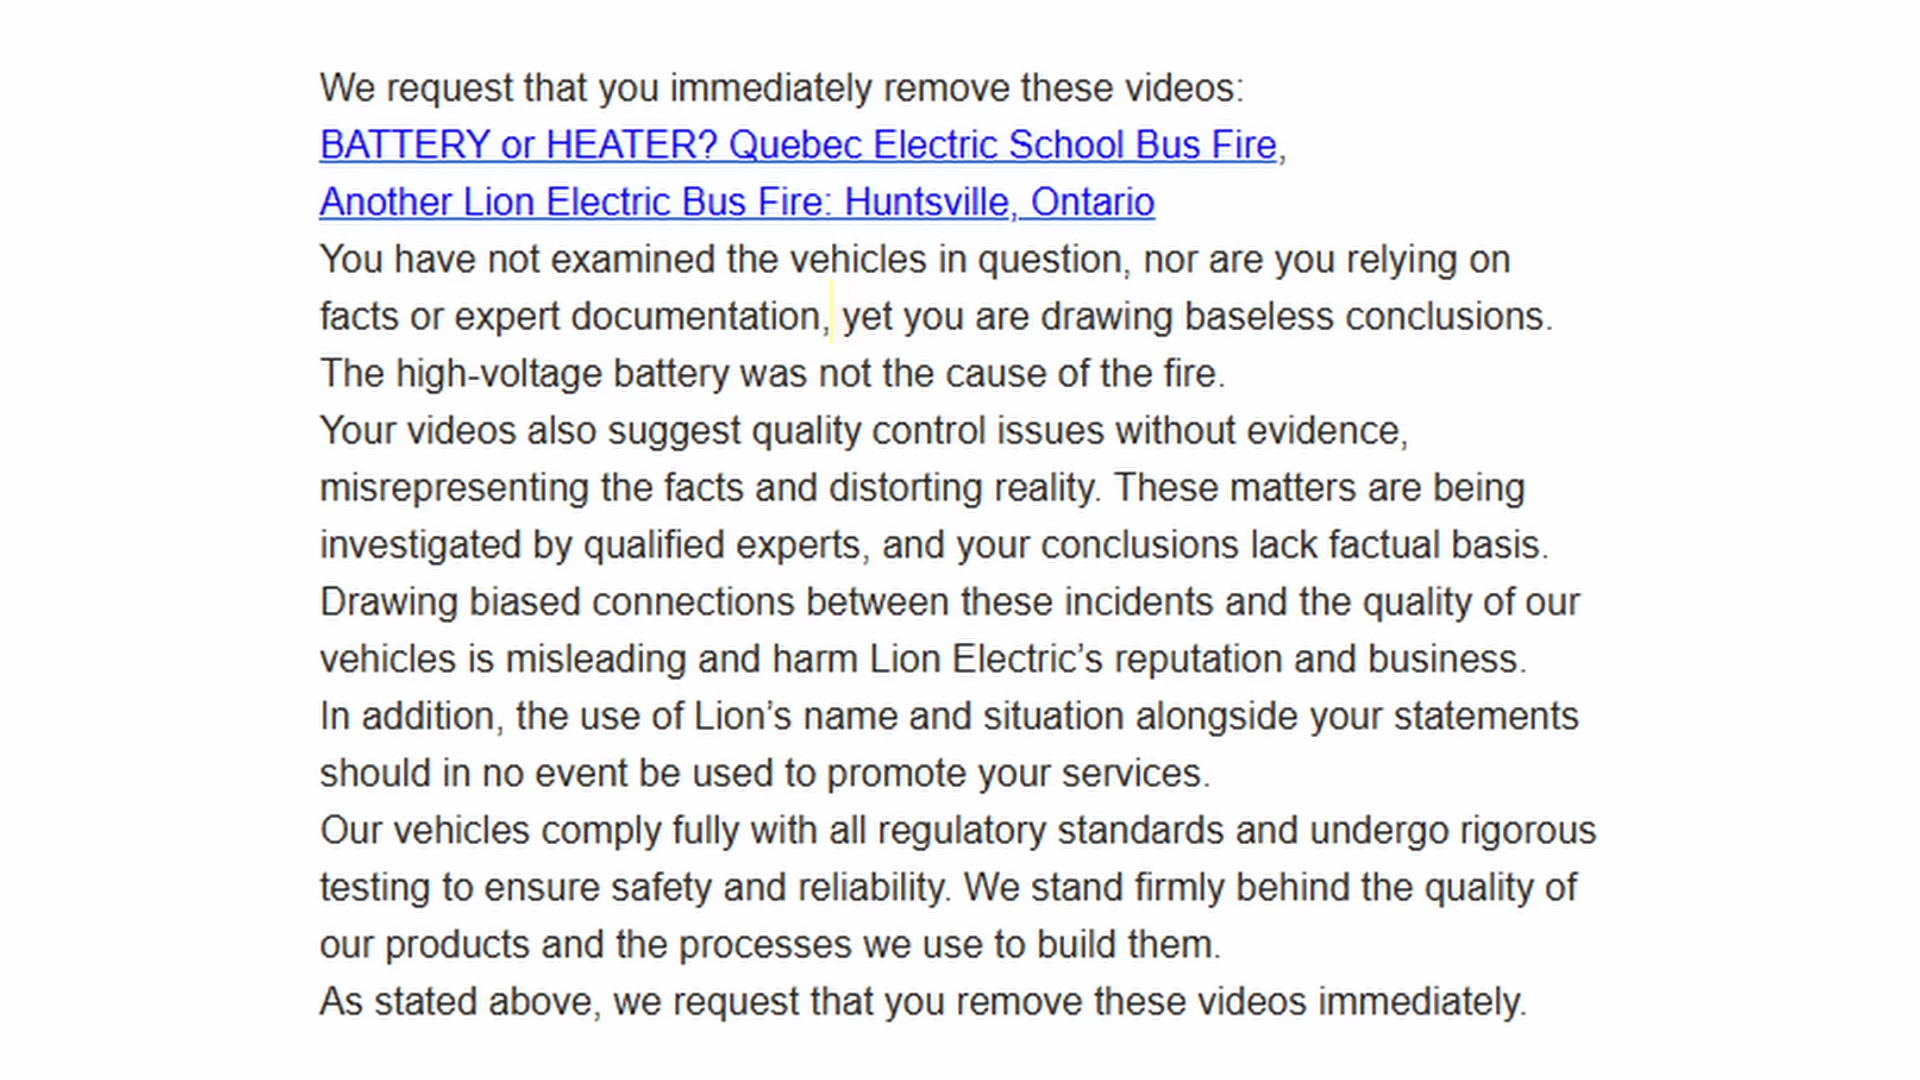 We request that you immediately remove these videos:
BATTERY or HEATER? Quebec Electric School Bus Fire,
Another Lion Electric Bus Fire: Huntsville, Ontario
You have not examined the vehicles in question, nor are you relying on
facts or expert documentation, yet you are drawing baseless conclusions.
The high-voltage battery was not the cause of the fire.
Your videos also suggest quality control issues without evidence,
misrepresenting the facts and distorting reality. These matters are being
investigated by qualified experts, and your conclusions lack factual basis.
Drawing biased connections between these incidents and the quality of our
vehicles is misleading and harm Lion Electric’s reputation and business.
In addition, the use of Lion’s name and situation alongside your statements
should in no event be used to promote your services.
Our vehicles comply fully with all regulatory standards and undergo rigorous
testing to ensure safety and reliability. We stand firmly behind the quality of
our products and the processes we use to build them.
As stated above, we request that you remove these videos immediately.